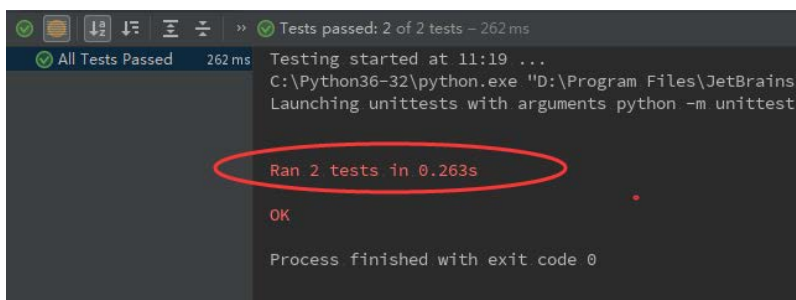 Tests passed: 2 of 2 tests – 262 ms
All Tests Passed 262 ms
Testing started at 11:19 ...
C:\Python36-32\python.exe "D:\Program Files\JetBrains
Launching unittests with arguments python -m unittest
Ran 2 tests in 0.263s
OK
Process finished with exit code 0